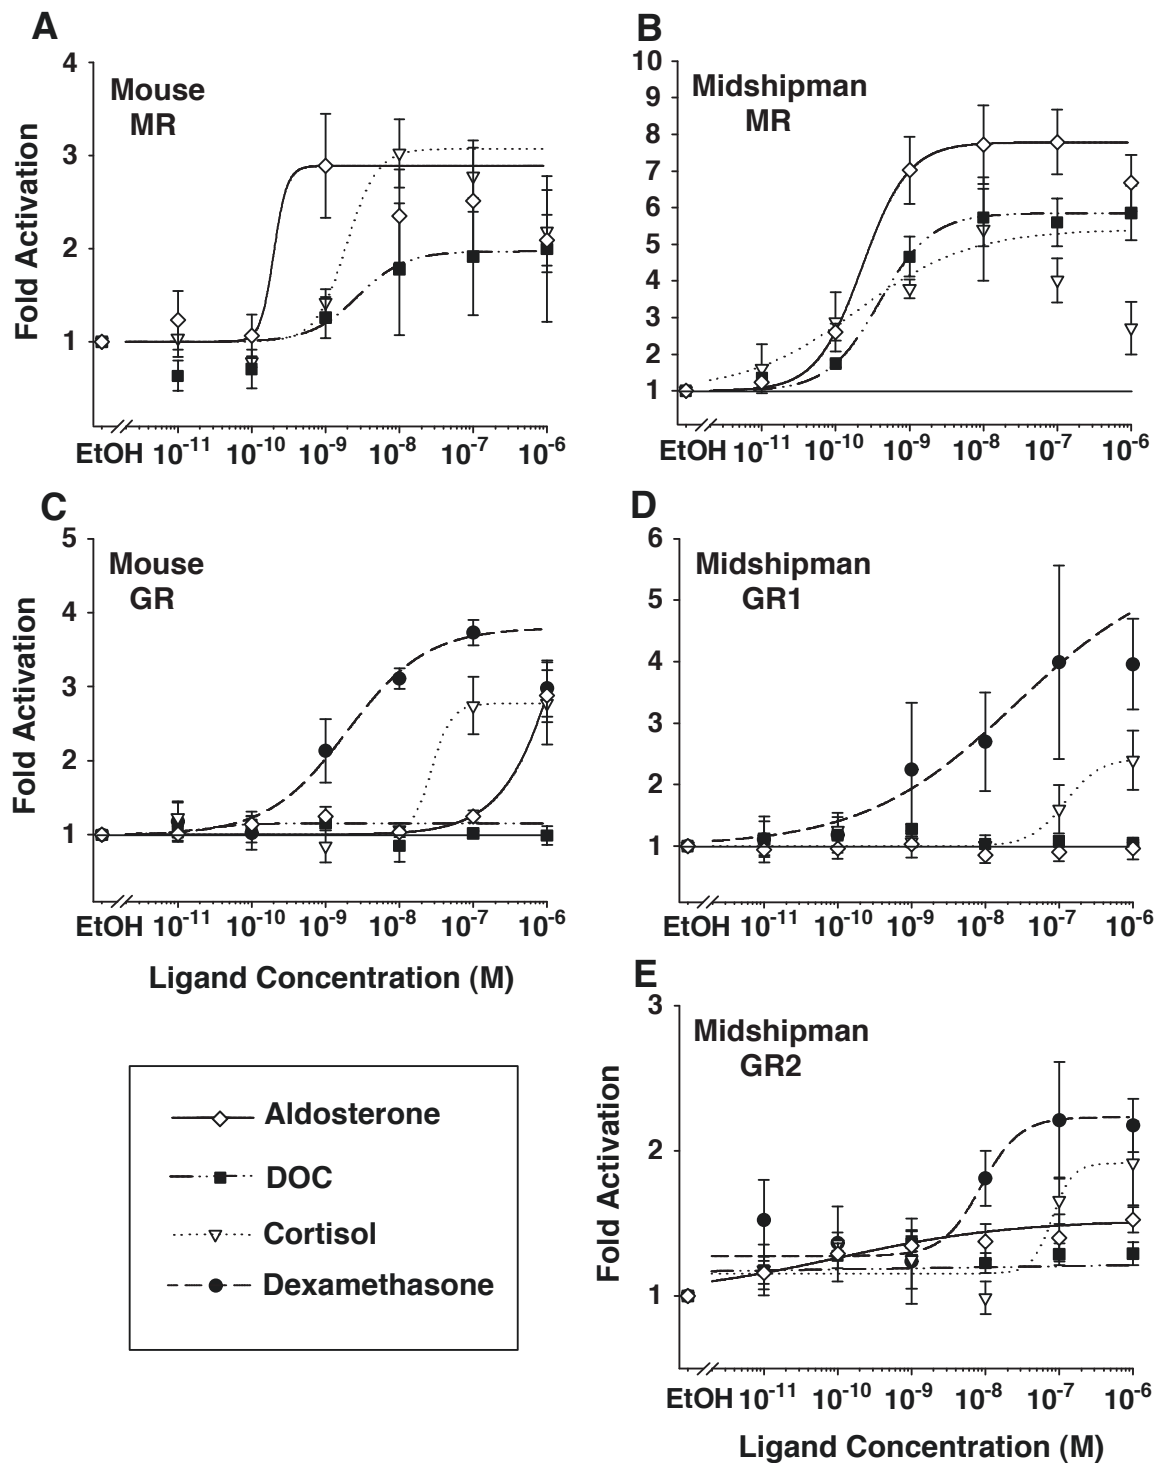 A
Mouse
MR
Fold Activation
4
3
2
1
EtOH 10⁻¹¹ 10⁻¹⁰ 10⁻⁹ 10⁻⁸ 10⁻⁷ 10⁻⁶
B
Midshipman
MR
10
9
8
7
6
5
4
3
2
1
EtOH 10⁻¹¹ 10⁻¹⁰ 10⁻⁹ 10⁻⁸ 10⁻⁷ 10⁻⁶
C
Mouse
GR
Fold Activation
5
4
3
2
1
EtOH 10⁻¹¹ 10⁻¹⁰ 10⁻⁹ 10⁻⁸ 10⁻⁷ 10⁻⁶
Ligand Concentration (M)
D
Midshipman
GR1
6
5
4
3
2
1
EtOH 10⁻¹¹ 10⁻¹⁰ 10⁻⁹ 10⁻⁸ 10⁻⁷ 10⁻⁶
E
Midshipman
GR2
Fold Activation
3
2
1
EtOH 10⁻¹¹ 10⁻¹⁰ 10⁻⁹ 10⁻⁸ 10⁻⁷ 10⁻⁶
Ligand Concentration (M)
Aldosterone
DOC
Cortisol
Dexamethasone